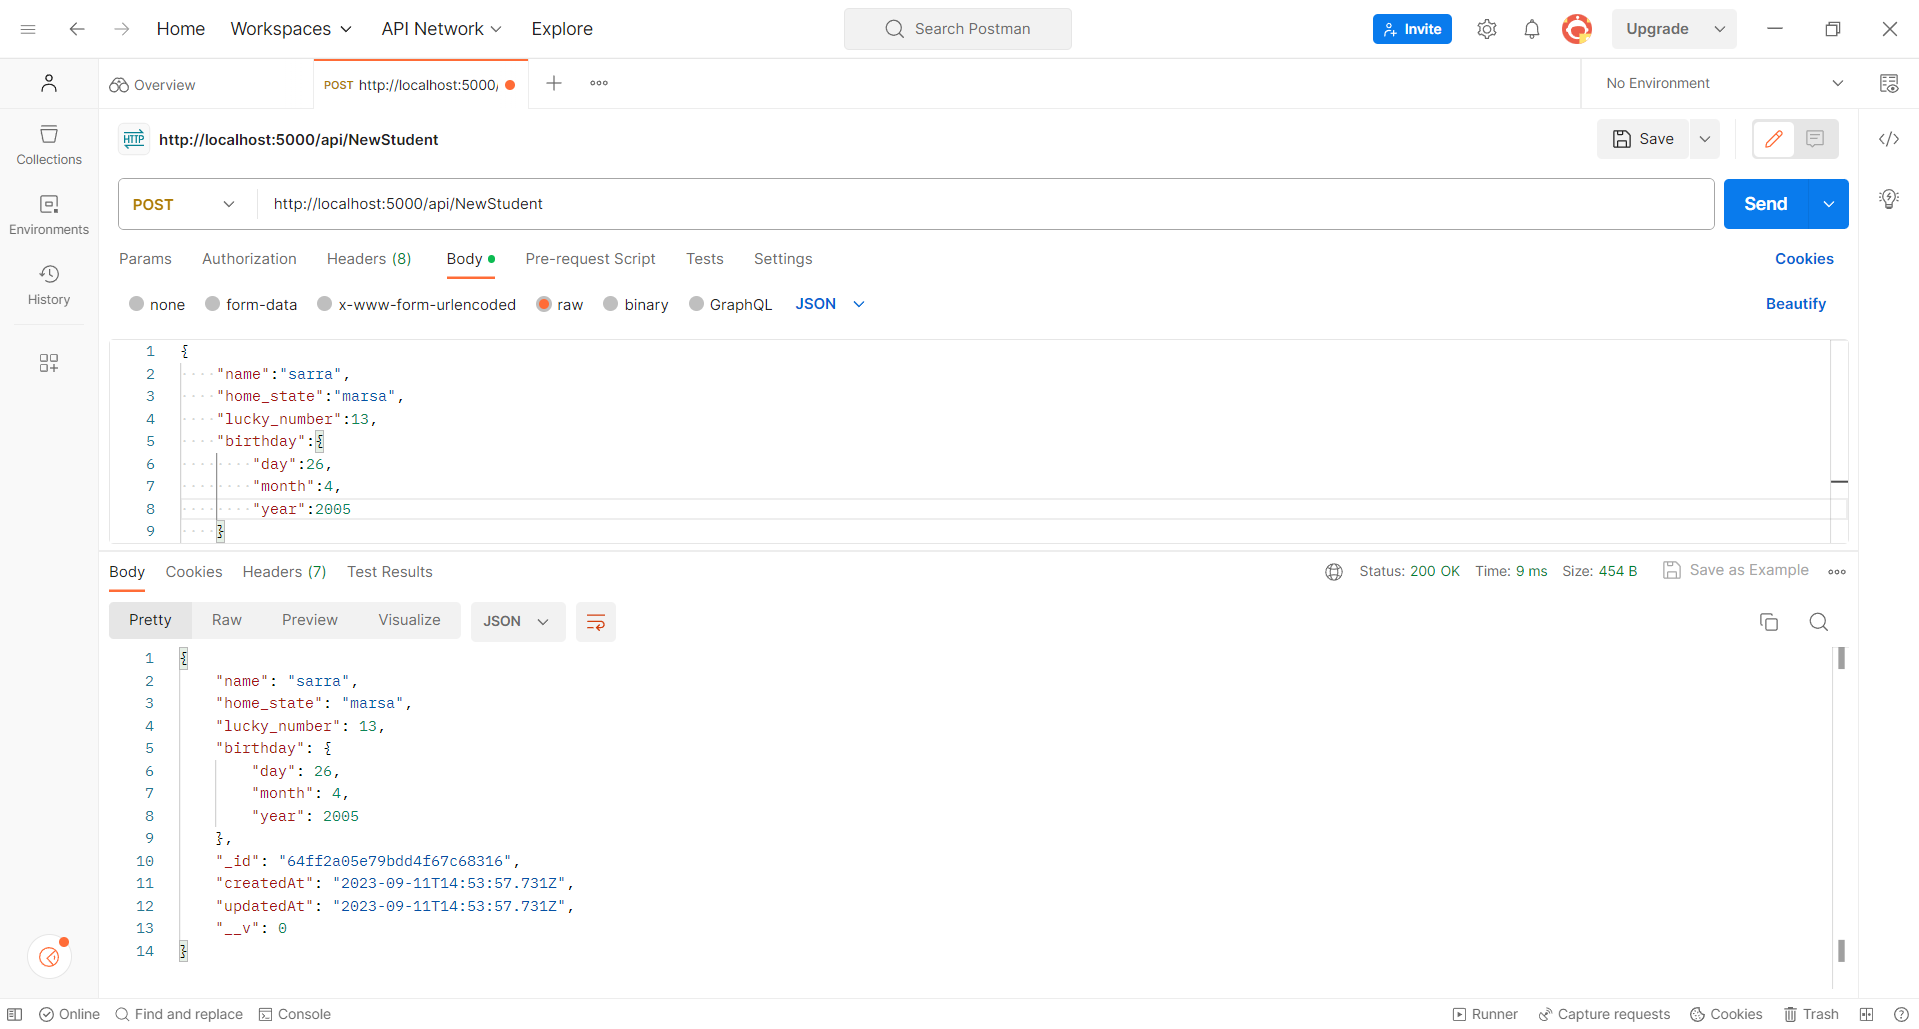 Home Workspaces API Network Explore Search Postman Invite Upgrade
Overview POST http://localhost:5000/ No Environment
HTTP http://localhost:5000/api/NewStudent Save
Collections
POST http://localhost:5000/api/NewStudent Send
Environments
Params Authorization Headers (8) Body Pre-request Script Tests Settings Cookies
History
none form-data x-www-form-urlencoded raw binary GraphQL JSON Beautify
1 {
2 "name":"sarra",
3 "home_state":"marsa",
4 "lucky_number":13,
5 "birthday":{
6 "day":26,
7 "month":4,
8 "year":2005
9 }
Body Cookies Headers (7) Test Results Status: 200 OK Time: 9 ms Size: 454 B Save as Example
Pretty Raw Preview Visualize JSON
1 {
2 "name": "sarra",
3 "home_state": "marsa",
4 "lucky_number": 13,
5 "birthday": {
6 "day": 26,
7 "month": 4,
8 "year": 2005
9 },
10 "_id": "64ff2a05e79bdd4f67c68316",
11 "createdAt": "2023-09-11T14:53:57.731Z",
12 "updatedAt": "2023-09-11T14:53:57.731Z",
13 "__v": 0
14 }
Online Find and replace Console Runner Capture requests Cookies Trash